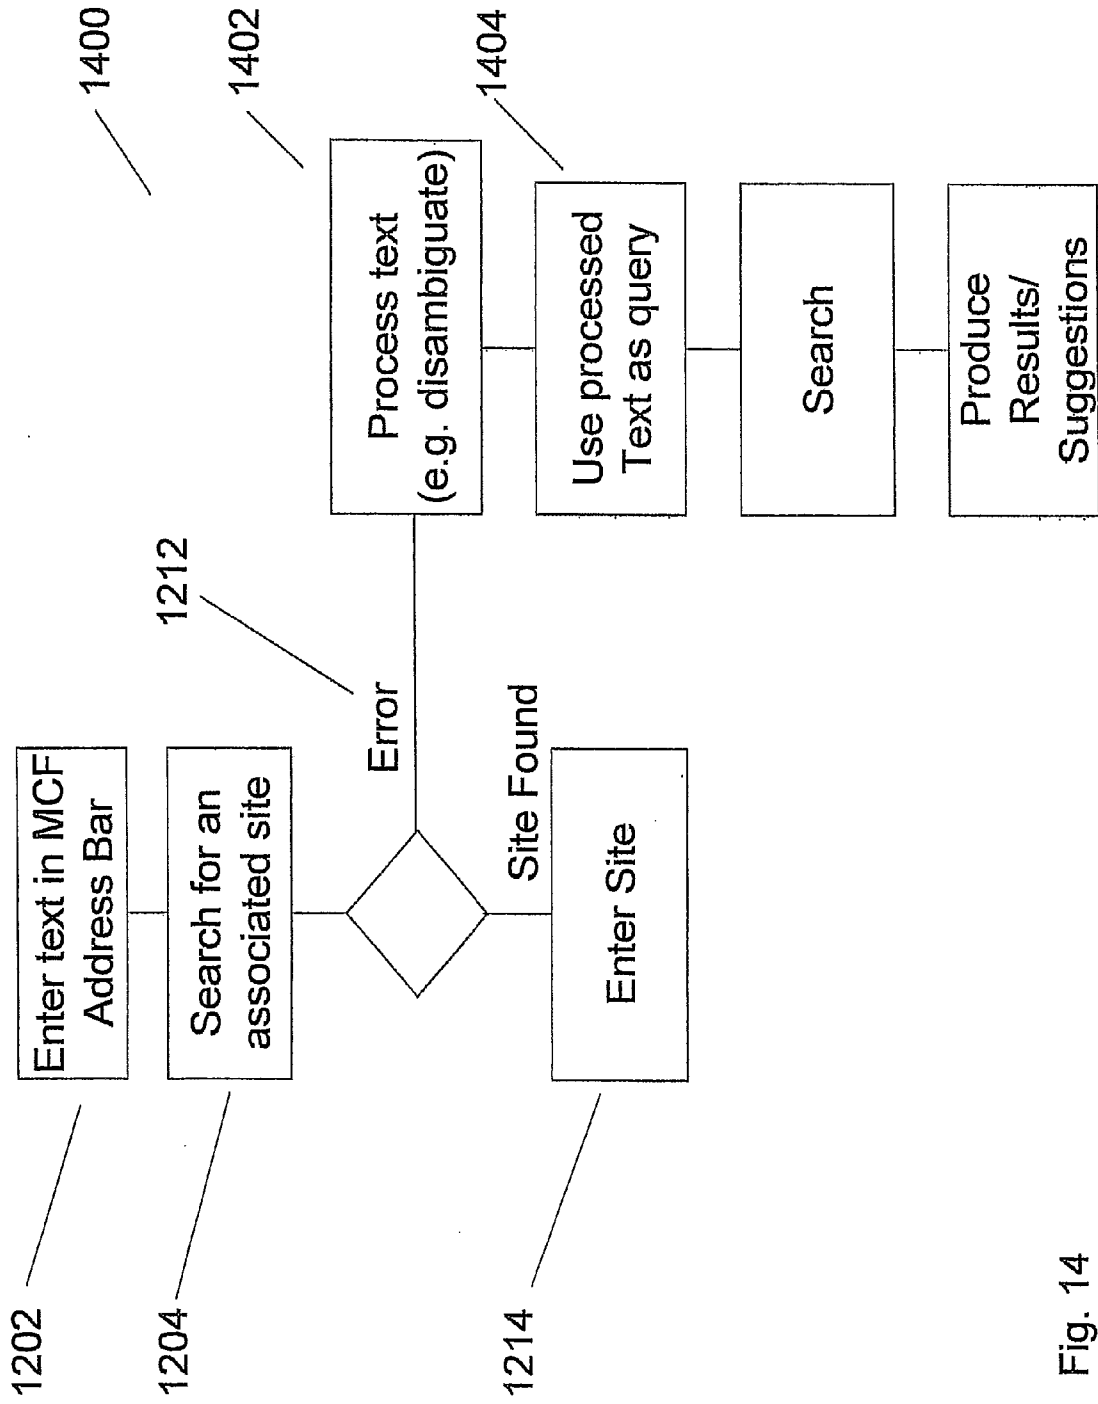 1400
1202
Enter text in MCF
Address Bar
1204
Search for an
associated site
1212
Error
Site Found
1214
Enter Site
1402
Process text
(e.g. disambiguate)
1404
Use processed
Text as query
Search
Produce
Results/
Suggestions
Fig. 14